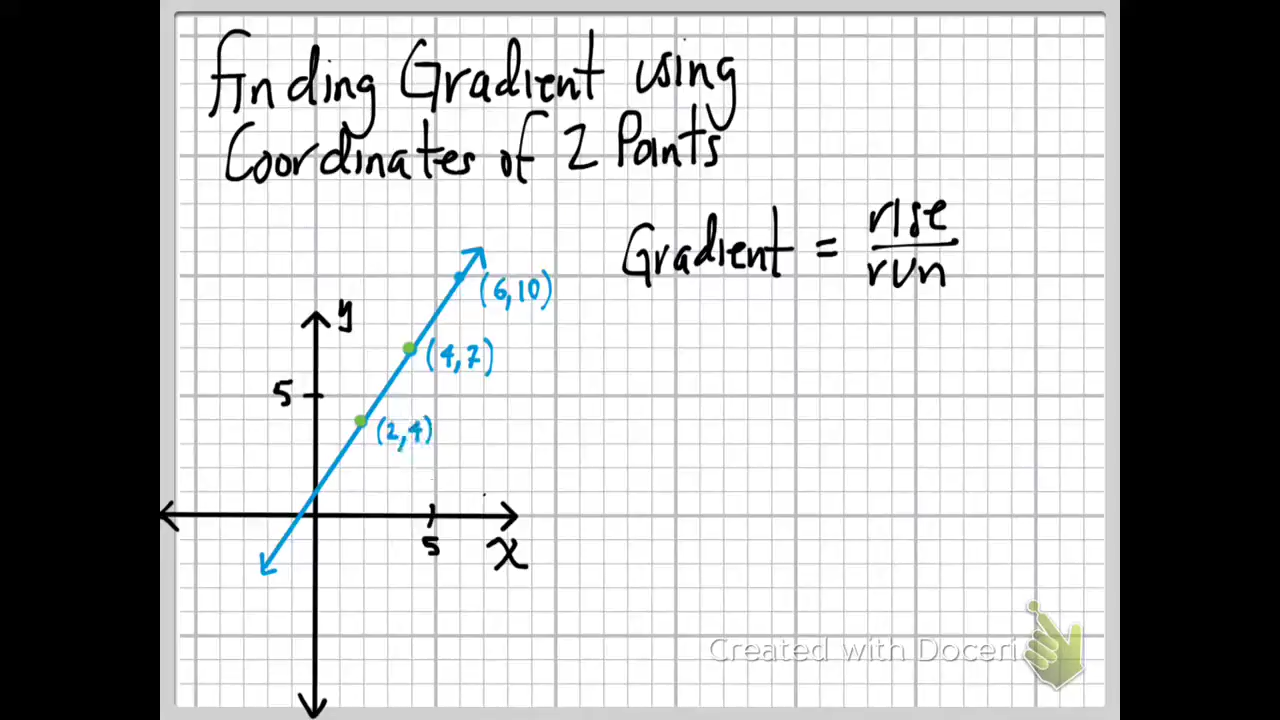 Finding Gradient using
Coordinates of 2 Points
Gradient = rise
run
(6,10)
y
(4,7)
5
(2,4)
5
x
Created with Doceri